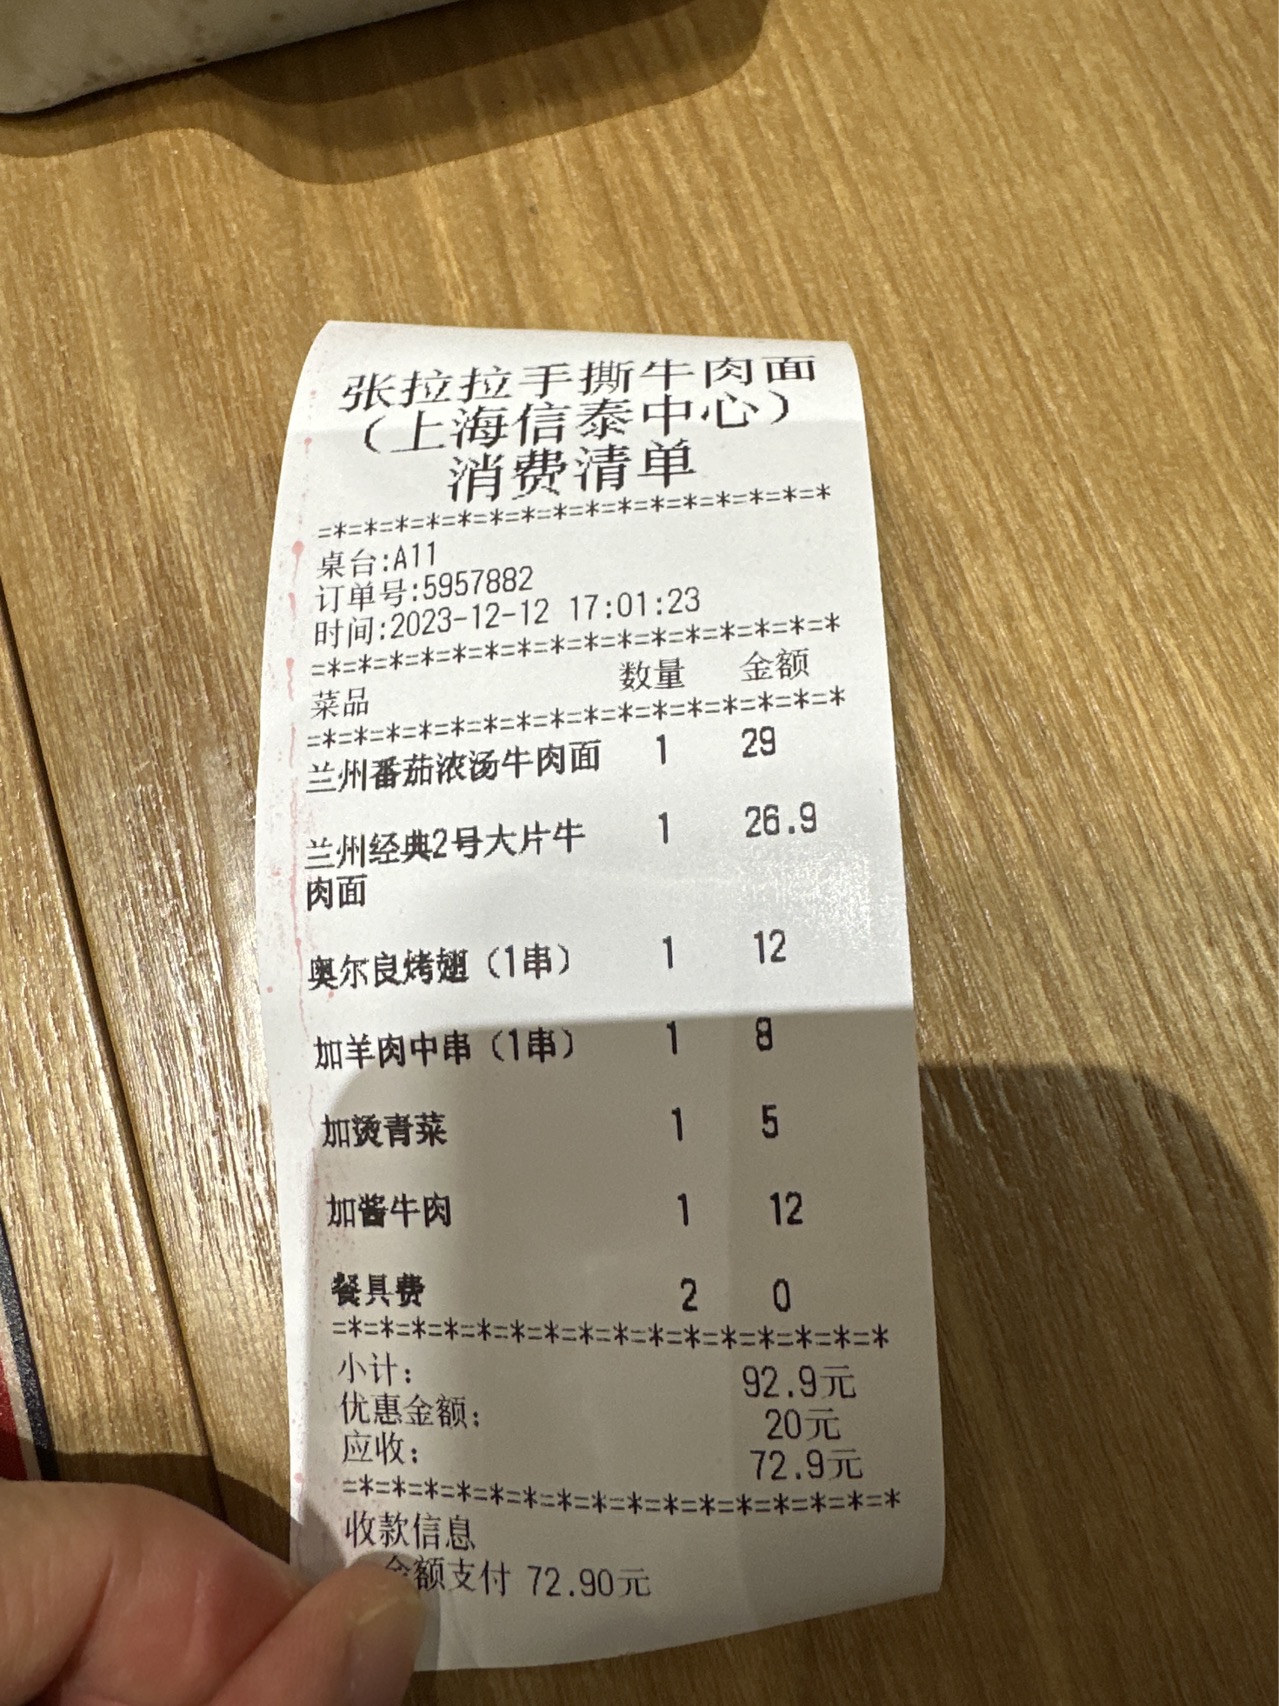 张拉拉手撕牛肉面
(上海信泰中心)
消费清单
=*=*=*=*=*=*=*=*=*=*=*=*=*=*=*=*
桌台:A11
订单号:5957882
时间:2023-12-12 17:01:23
=*=*=*=*=*=*=*=*=*=*=*=*=*=*=*=*
菜品 数量 金额
=*=*=*=*=*=*=*=*=*=*=*=*=*=*=*=*
兰州番茄浓汤牛肉面 1 29
兰州经典2号大片牛 1 26.9
肉面
奥尔良烤翅（1串） 1 12
加羊肉中串（1串） 1 8
加烫青菜 1 5
加酱牛肉 1 12
餐具费 2 0
=*=*=*=*=*=*=*=*=*=*=*=*=*=*=*=*
小计: 92.9元
优惠金额: 20元
应收: 72.9元
=*=*=*=*=*=*=*=*=*=*=*=*=*=*=*=*
收款信息
金额支付 72.90元